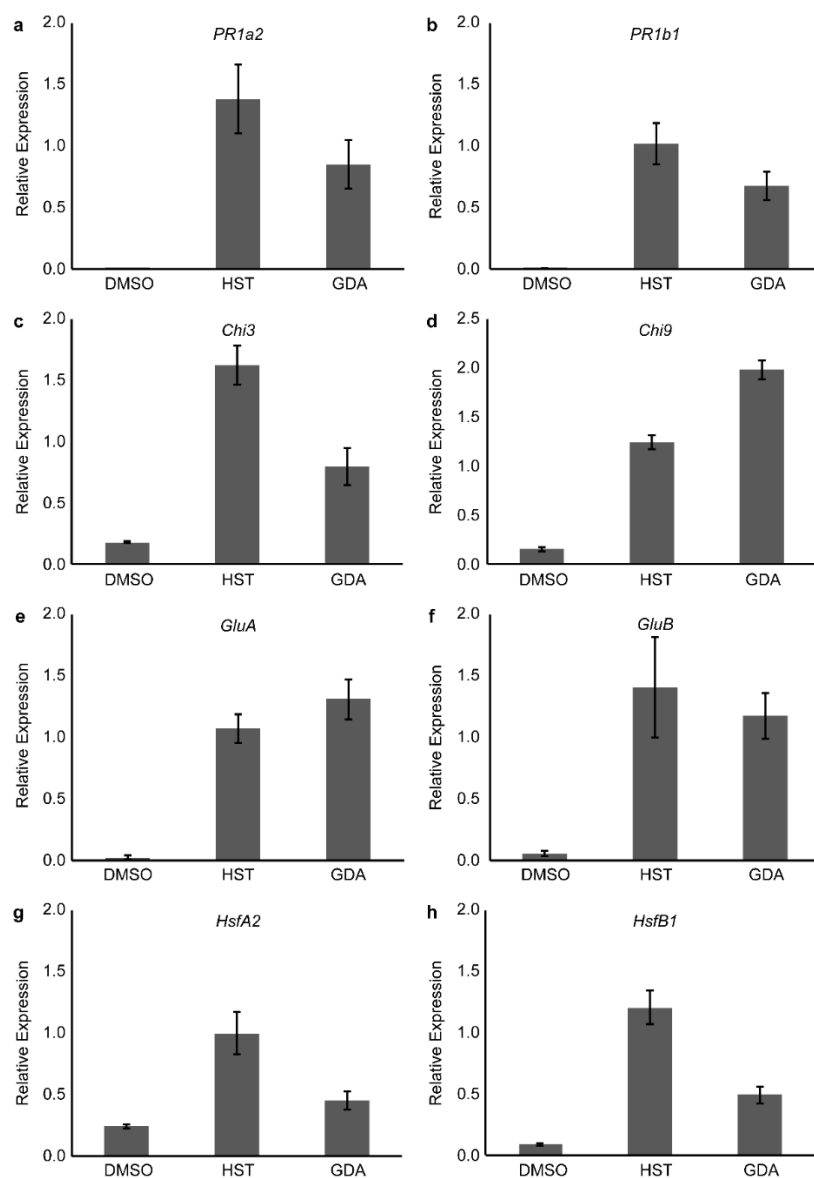 a
PR1a2
Relative Expression
2.0
1.5
1.0
0.5
0.0
DMSO HST GDA
b
PR1b1
Relative Expression
2.0
1.5
1.0
0.5
0.0
DMSO HST GDA
c
Chi3
Relative Expression
2.0
1.5
1.0
0.5
0.0
DMSO HST GDA
d
Chi9
Relative Expression
2.5
2.0
1.5
1.0
0.5
0.0
DMSO HST GDA
e
GluA
Relative Expression
2.0
1.5
1.0
0.5
0.0
DMSO HST GDA
f
GluB
Relative Expression
2.0
1.5
1.0
0.5
0.0
DMSO HST GDA
g
HsfA2
Relative Expression
2.0
1.5
1.0
0.5
0.0
DMSO HST GDA
h
HsfB1
Relative Expression
2.0
1.5
1.0
0.5
0.0
DMSO HST GDA